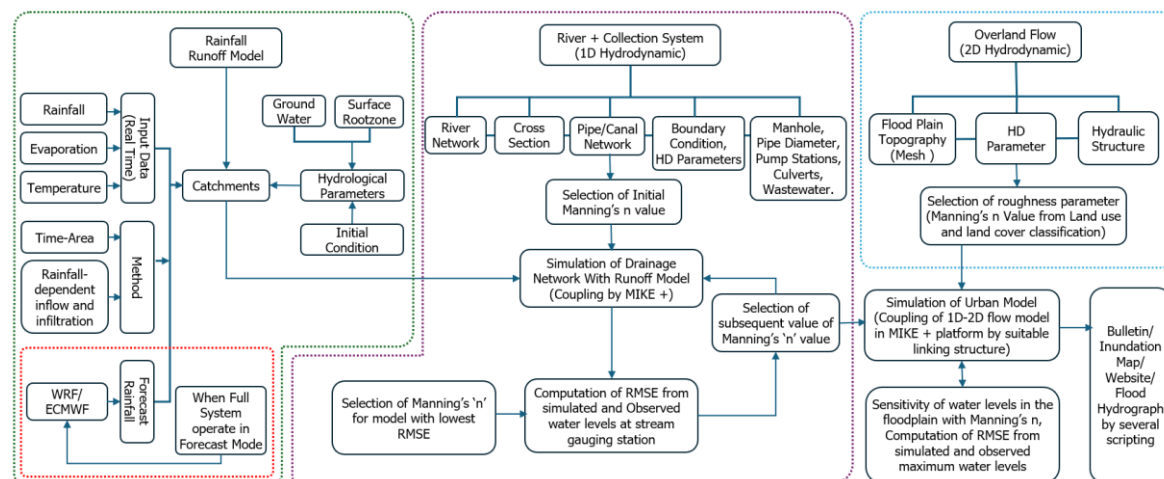 Rainfall
Runoff Model
Rainfall
Evaporation
Temperature
Input Data
(Real Time)
Ground
Water
Surface
Rootzone
Catchments
Hydrological
Parameters
Initial
Condition
Time-Area
Rainfall-
dependent
inflow and
infiltration
Method
WRF/
ECMWF
Forecast
Rainfall
When Full
System
operate in
Forecast Mode
River + Collection System
(1D Hydrodynamic)
River
Network
Cross
Section
Pipe/Canal
Network
Boundary
Condition,
HD Parameters
Manhole,
Pipe Diameter,
Pump Stations,
Culverts,
Wastewater.
Selection of Initial
Manning's n value
Simulation of Drainage
Network With Runoff Model
(Coupling by MIKE +)
Selection of
subsequent value of
Manning's 'n' value
Selection of Manning's 'n'
for model with lowest
RMSE
Computation of RMSE from
simulated and Observed
water levels at stream
gauging station
Overland Flow
(2D Hydrodynamic)
Flood Plain
Topography
(Mesh )
HD
Parameter
Hydraulic
Structure
Selection of roughness parameter
(Manning's n Value from Land use
and land cover classification)
Simulation of Urban Model
(Coupling of 1D-2D flow model
in MIKE + platform by suitable
linking structure)
Sensitivity of water levels in the
floodplain with Manning's n,
Computation of RMSE from
simulated and observed
maximum water levels
Bulletin/
Inundation
Map/
Website/
Flood
Hydrograph
by several
scripting